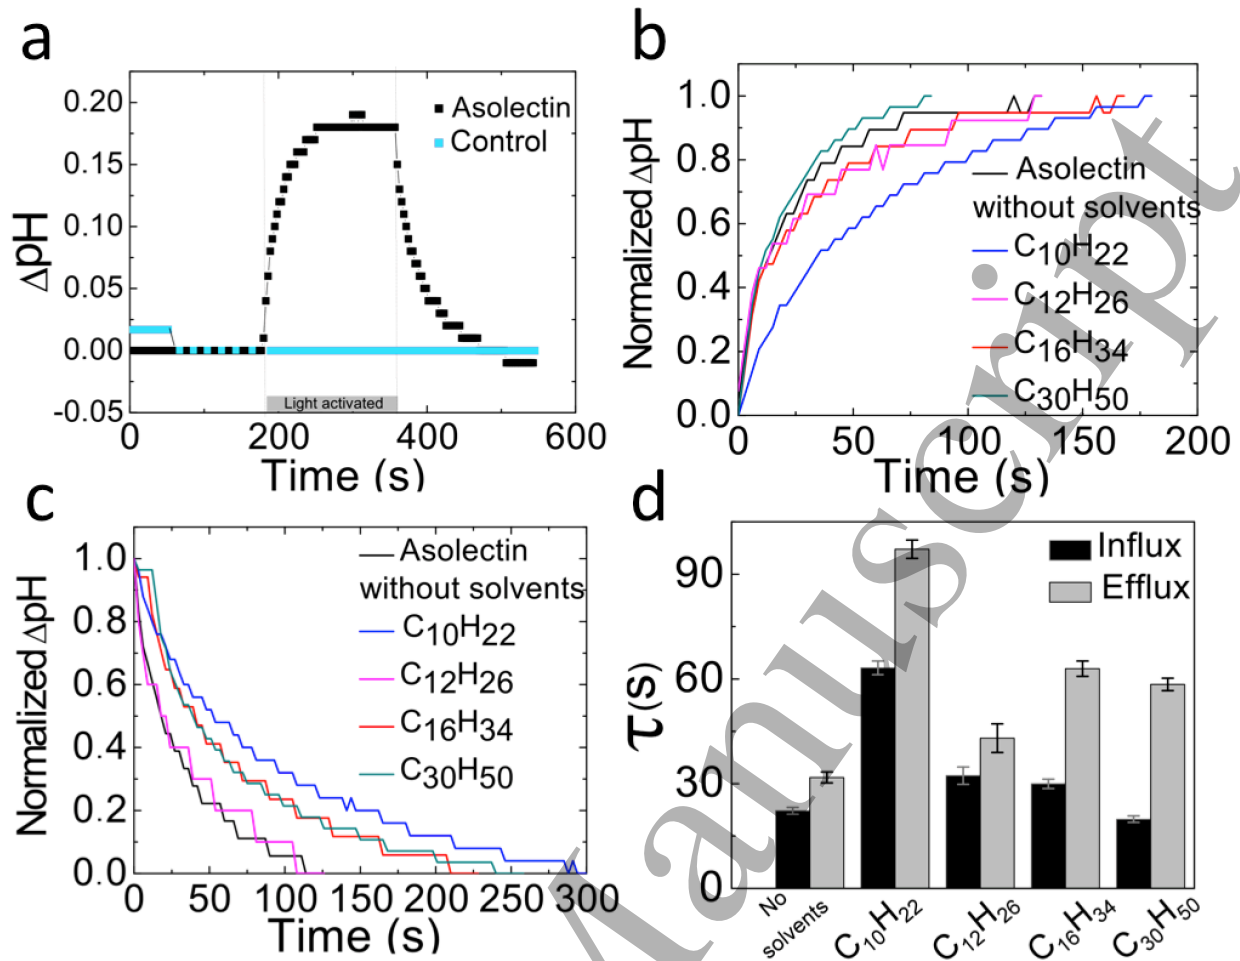 a
ΔpH
0.20
0.15
0.10
0.05
0.00
-0.05
Asolectin
Control
Light activated
0
200
400
600
Time (s)
b
Normalized ΔpH
1.0
0.8
0.6
0.4
0.2
0.0
Asolectin
without solvents
C10H22
C12H26
C16H34
C30H50
0
50
100
150
200
Time (s)
c
Normalized ΔpH
1.0
0.8
0.6
0.4
0.2
0.0
Asolectin
without solvents
C10H22
C12H26
C16H34
C30H50
0
50
100
150
200
250
300
Time (s)
d
τ(s)
90
60
30
0
Influx
Efflux
No
solvents
C10H22
C12H26
C16H34
C30H50
Manuscript